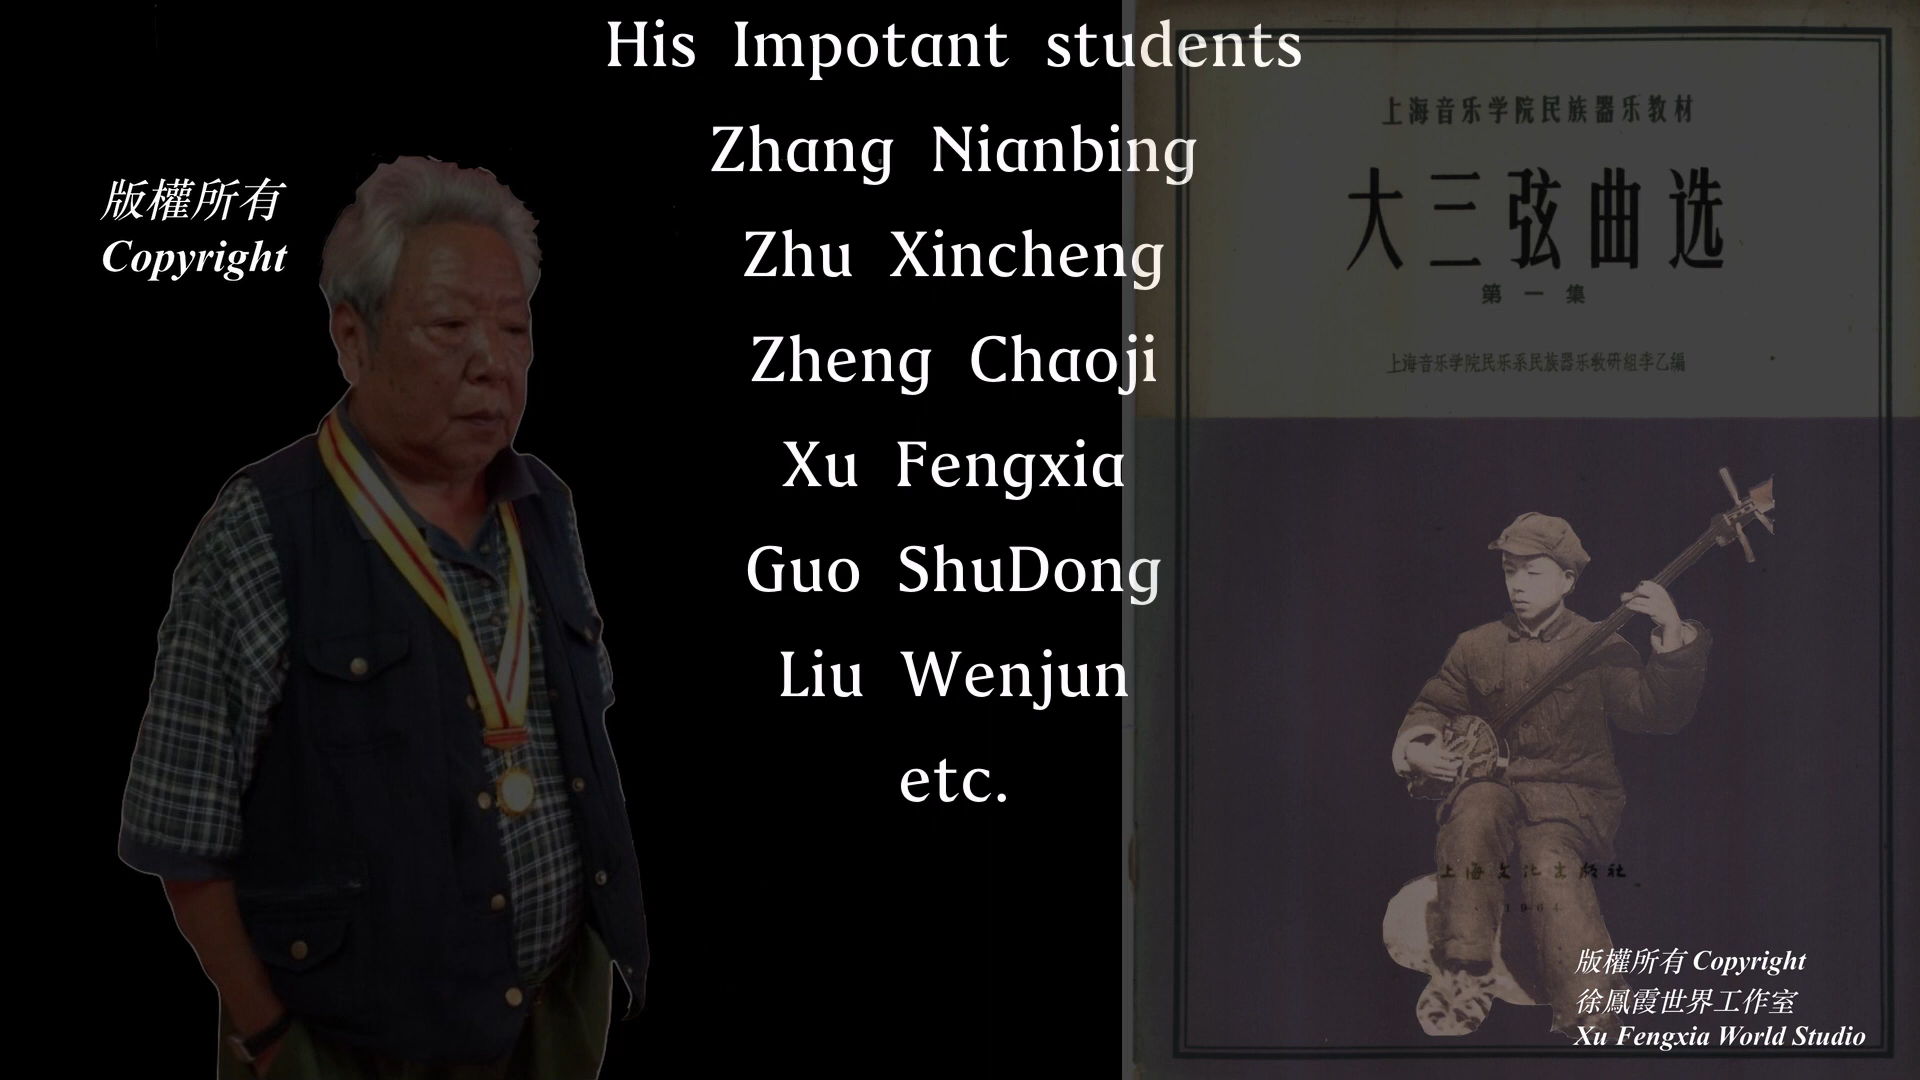 His Impotant students
Zhang Nianbing
Zhu Xincheng
Zheng Chaoji
Xu Fengxia
Guo ShuDong
Liu Wenjun
etc.
版權所有
Copyright
上海音乐学院民族器乐教材
大三弦曲选
第一集
上海音乐学院民乐系民族器乐教研组李乙編
上海文化出版社
1964
版權所有 Copyright
徐鳳霞世界工作室
Xu Fengxia World Studio